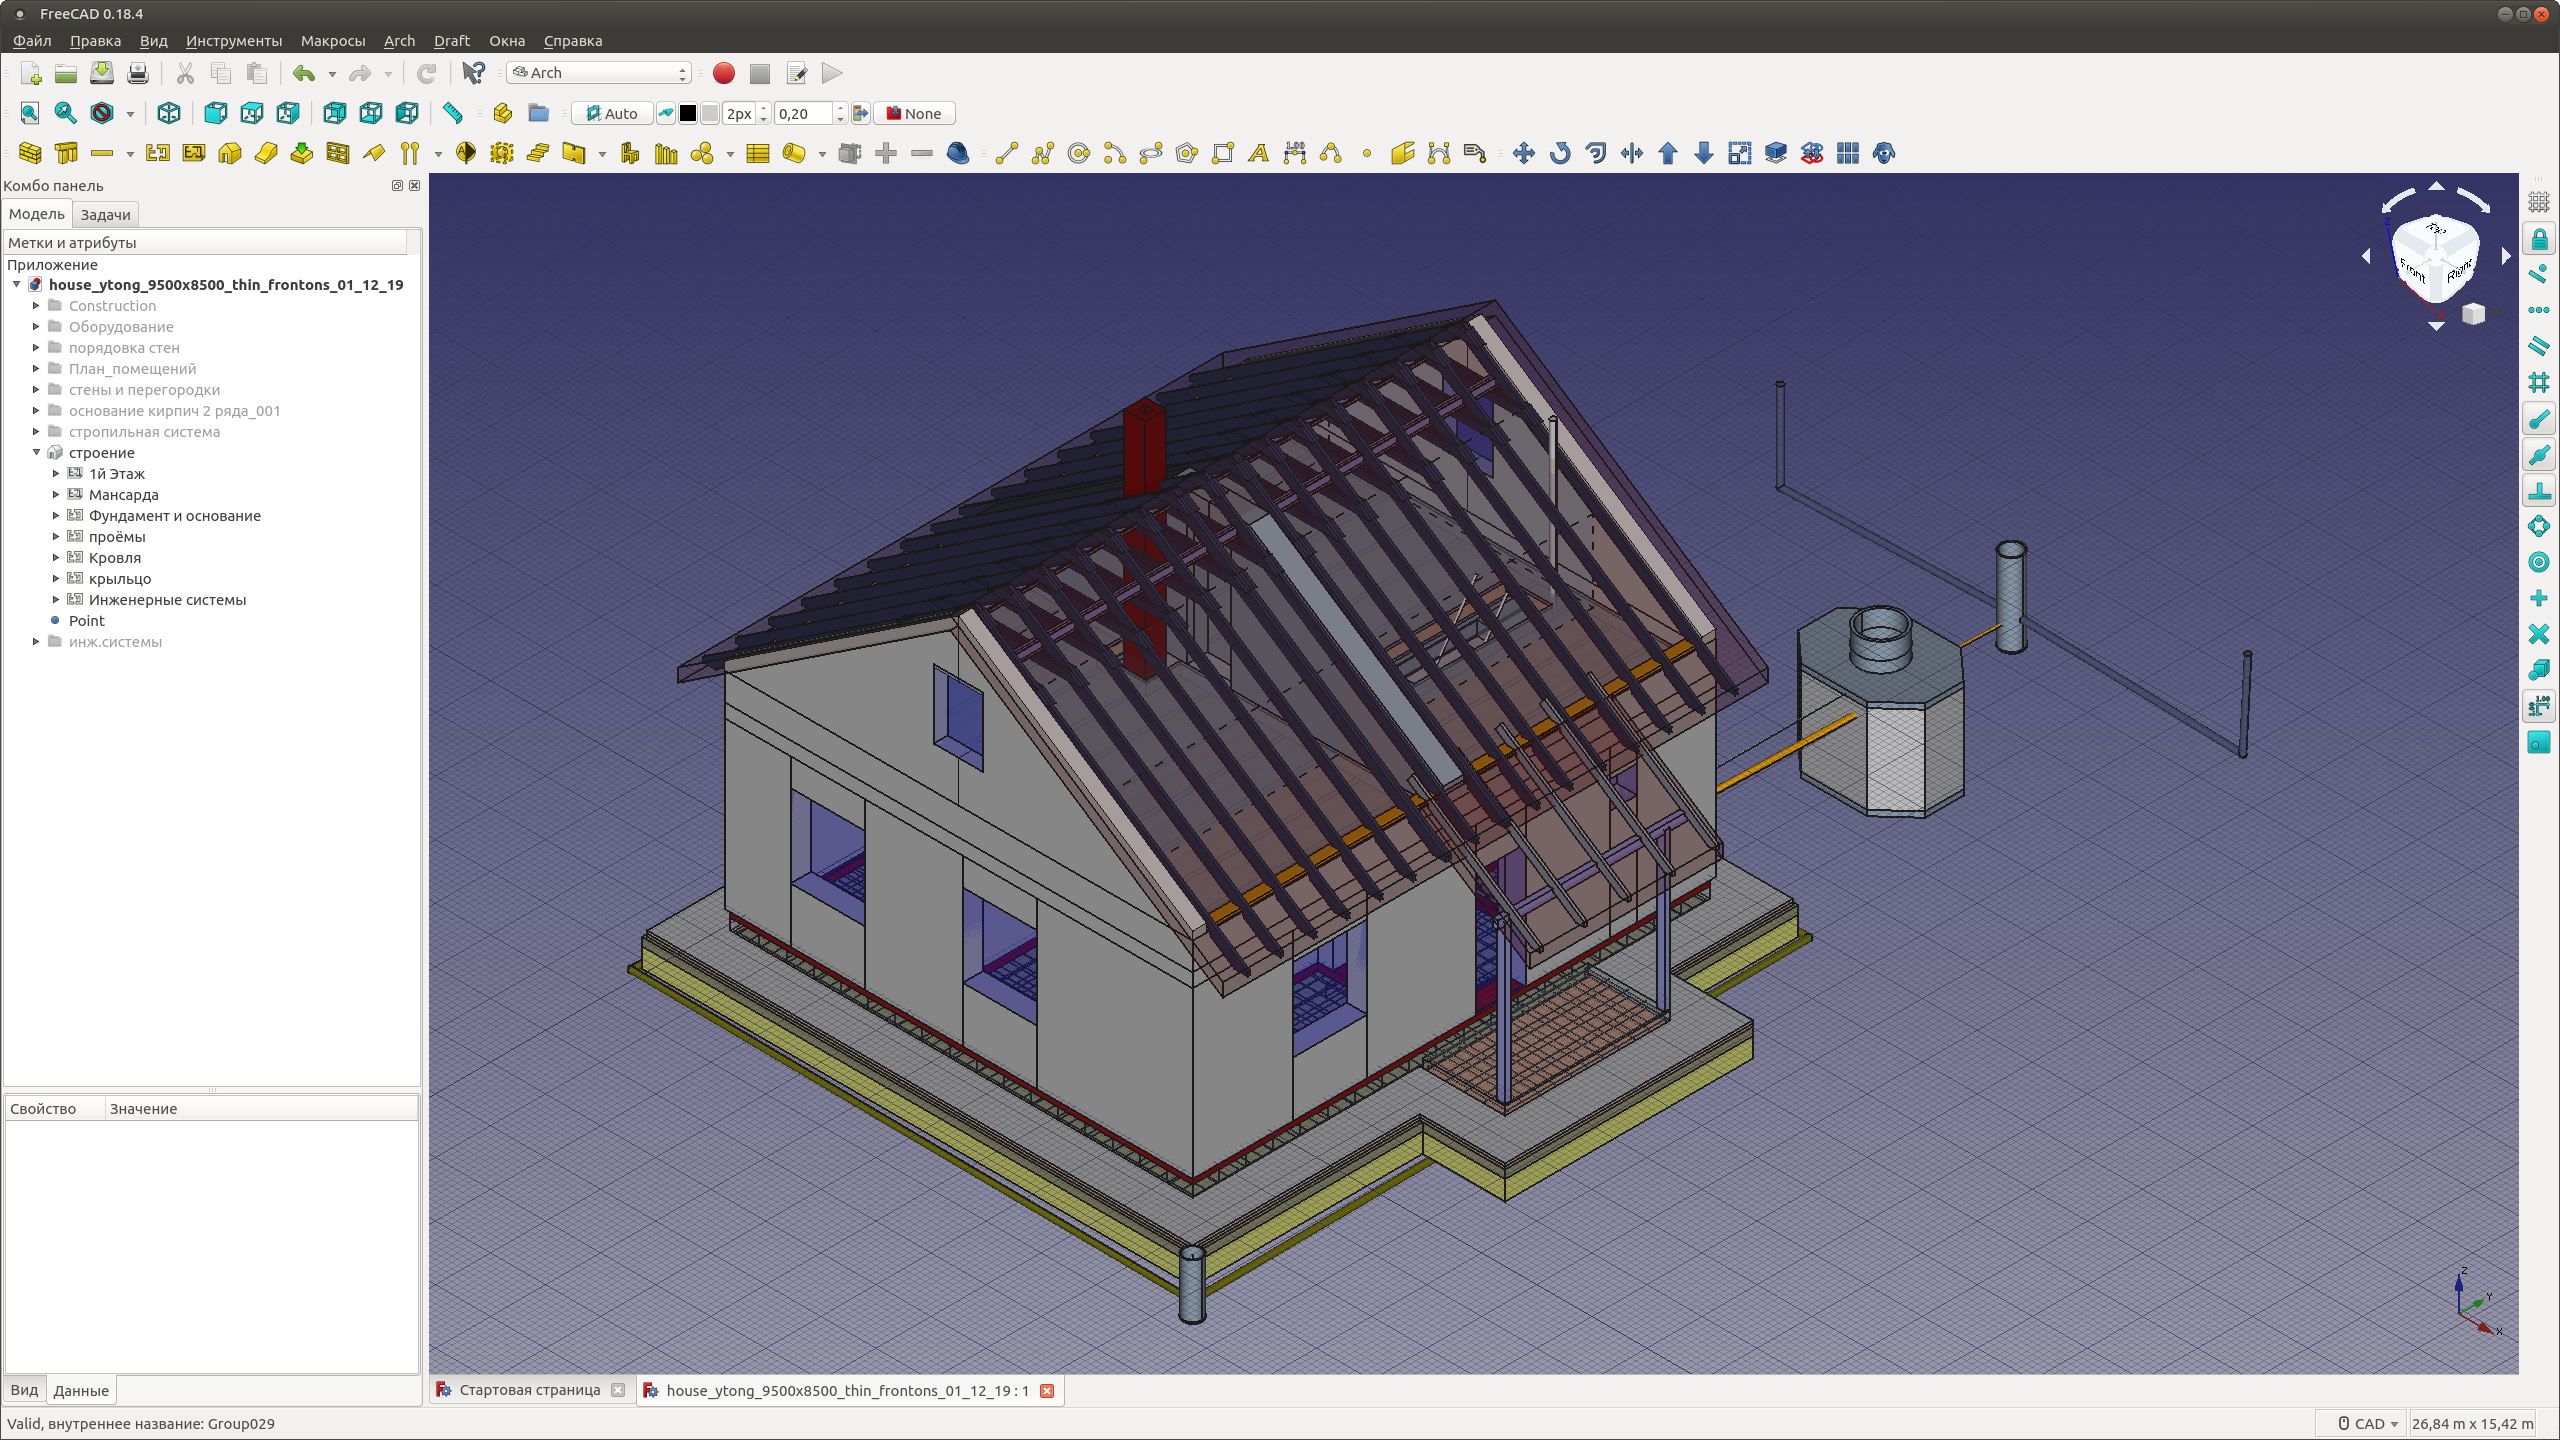 FreeCAD 0.18.4
Файл Правка Вид Инструменты Макросы Arch Draft Окна Справка
Arch
Auto 2px 0,20 None
Комбо панель
Модель Задачи
Метки и атрибуты
Приложение
house_ytong_9500x8500_thin_frontons_01_12_19
Construction
Оборудование
порядовка стен
План_помещений
стены и перегородки
основание кирпич 2 ряда_001
стропильная система
строение
1й Этаж
Мансарда
Фундамент и основание
проёмы
Кровля
крыльцо
Инженерные системы
Point
инж.системы
Свойство Значение
Вид Данные
Front Right
Z
Y
X
Стартовая страница house_ytong_9500x8500_thin_frontons_01_12_19 : 1
Valid, внутреннее название: Group029
CAD 26,84 m x 15,42 m